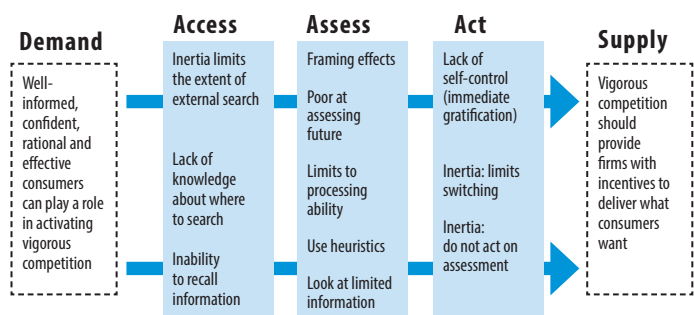 Demand
Well-
informed,
confident,
rational and
effective
consumers
can play a role
in activating
vigorous
competition
Access
Inertia limits
the extent of
external search
Lack of
knowledge
about where
to search
Inability
to recall
information
Assess
Framing effects
Poor at
assessing
future
Limits to
processing
ability
Use heuristics
Look at limited
information
Act
Lack of
self-control
(immediate
gratification)
Inertia: limits
switching
Inertia:
do not act on
assessment
Supply
Vigorous
competition
should
provide
firms with
incentives to
deliver what
consumers
want